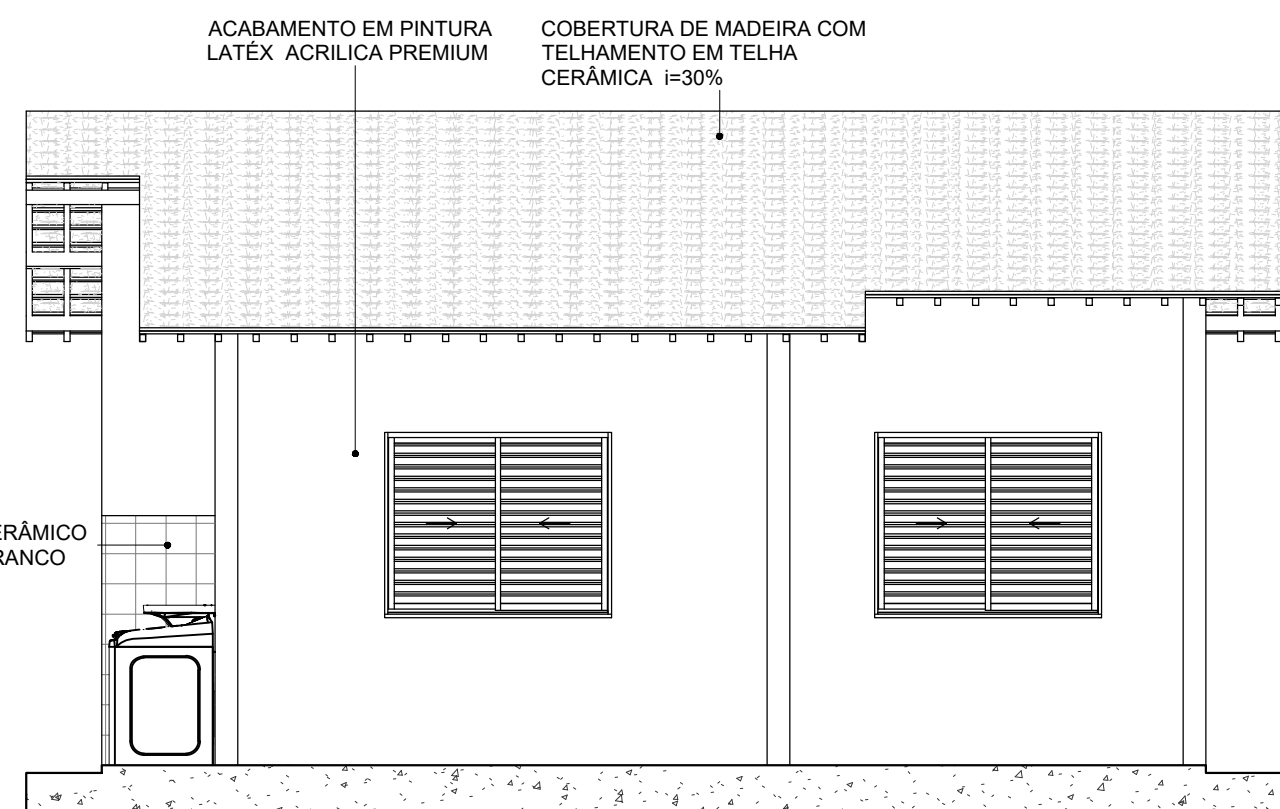 ACABAMENTO EM PINTURA
LATÉX ACRILICA PREMIUM
COBERTURA DE MADEIRA COM
TELHAMENTO EM TELHA
CERÂMICA i=30%
ERÂMICO
RANCO